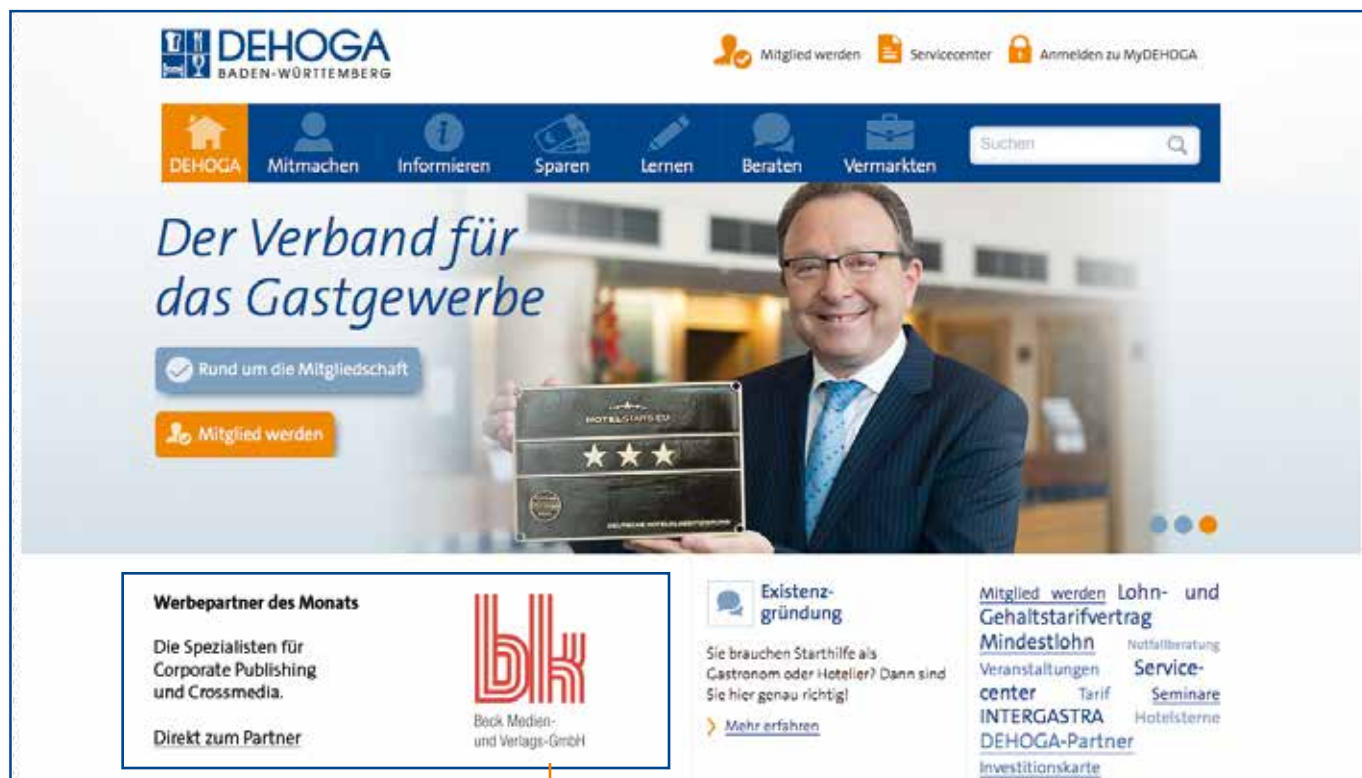 DEHOGA
BADEN-WÜRTTEMBERG
Mitglied werden
Servicecenter
Anmelden zu MyDEHOGA
DEHOGA
Mitmachen
Informieren
Sparen
Lernen
Beraten
Vermarkten
Suchen
Der Verband für
das Gastgewerbe
Rund um die Mitgliedschaft
Mitglied werden
HOTELSTARS.EU
DEUTSCHE HOTELKLASSIFIZIERUNG
Werbepartner des Monats
Die Spezialisten für
Corporate Publishing
und Crossmedia.
Direkt zum Partner
bk
Beck Medien-
und Verlags-GmbH
Existenz-
gründung
Sie brauchen Starthilfe als
Gastronom oder Hotelier? Dann sind
Sie hier genau richtig!
Mehr erfahren
Mitglied werden Lohn- und
Gehaltstarifvertrag
Mindestlohn Notfallberatung
Veranstaltungen Service-
center Tarif Seminare
INTERGASTRA Hotelsterne
DEHOGA-Partner
Investitionskarte